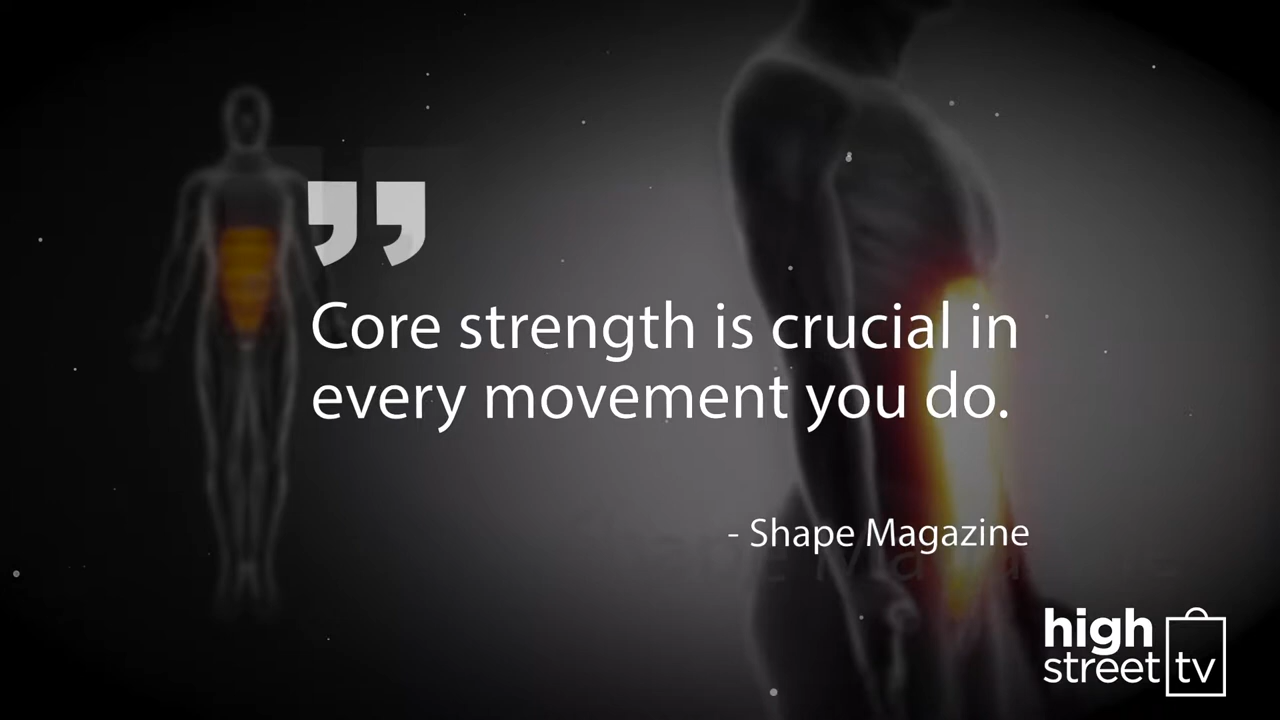 ”
Core strength is crucial in
every movement you do.
- Shape Magazine
high
street tv